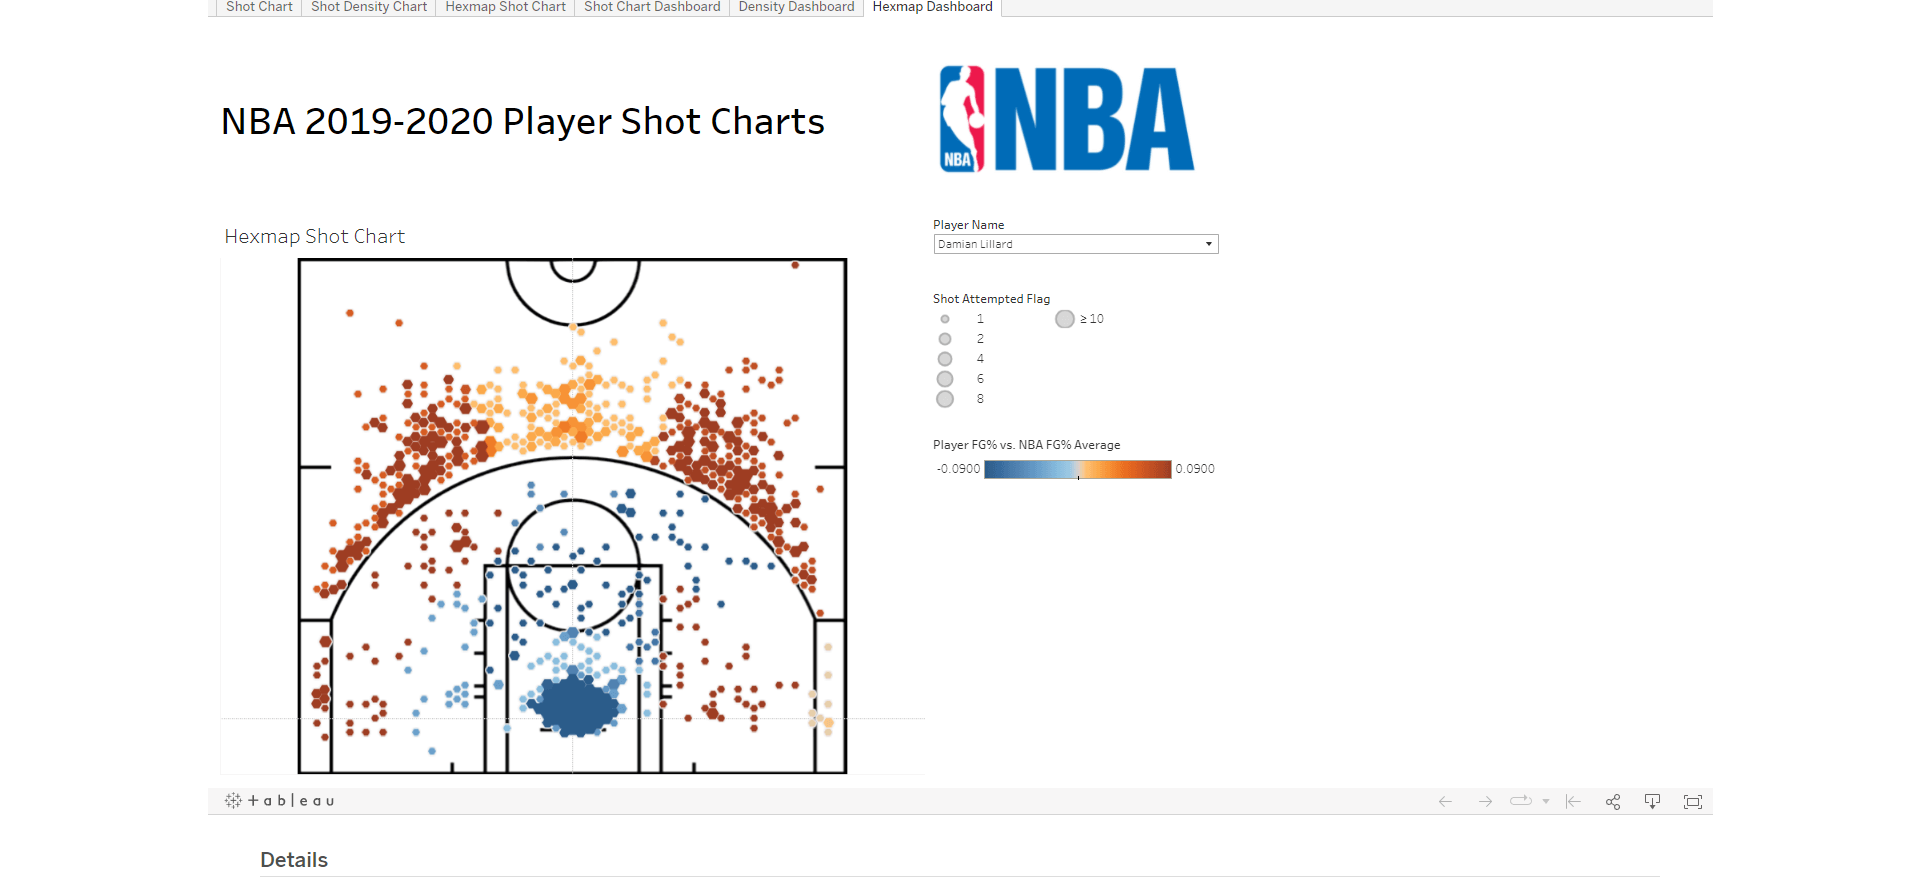 Shot Chart
Shot Density Chart
Hexmap Shot Chart
Shot Chart Dashboard
Density Dashboard
Hexmap Dashboard
NBA 2019-2020 Player Shot Charts
NBA
NBA
Player Name
Damian Lillard
Hexmap Shot Chart
Shot Attempted Flag
1
≥ 10
2
4
6
8
Player FG% vs. NBA FG% Average
-0.0900
0.0900
+ableau
Details